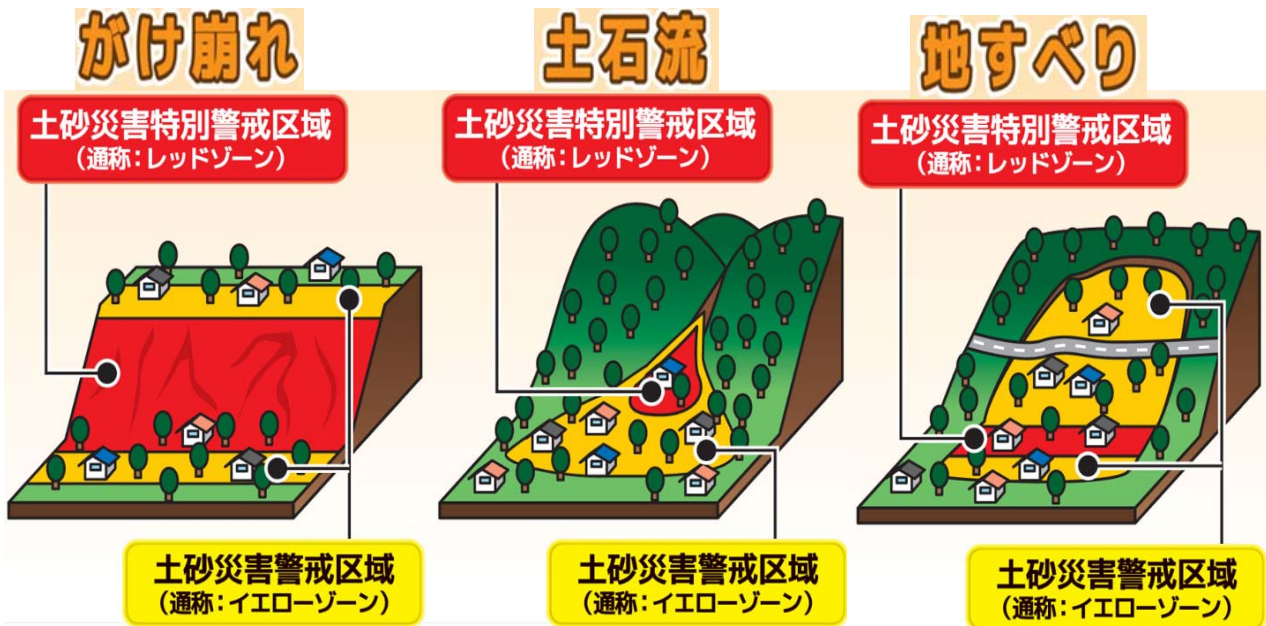 がけ崩れ
土石流
地すべり
土砂災害特別警戒区域
(通称:レッドゾーン)
土砂災害特別警戒区域
(通称:レッドゾーン)
土砂災害特別警戒区域
(通称:レッドゾーン)
土砂災害警戒区域
(通称:イエローゾーン)
土砂災害警戒区域
(通称:イエローゾーン)
土砂災害警戒区域
(通称:イエローゾーン)